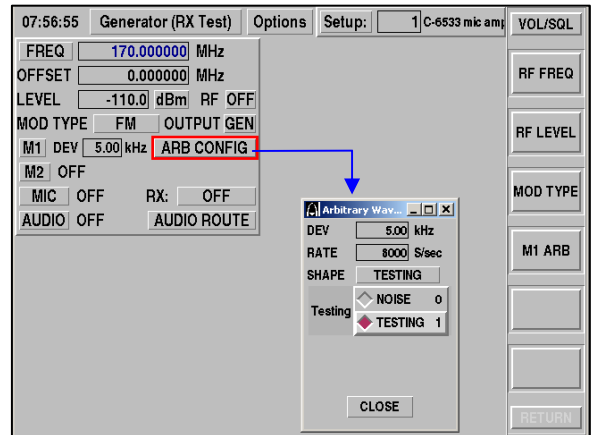 07:56:55 Generator (RX Test) Options Setup: 1 C-6533 mic amp
FREQ 170.000000 MHz
OFFSET 0.000000 MHz
LEVEL -110.0 dBm RF OFF
MOD TYPE FM OUTPUT GEN
M1 DEV 5.00 kHz ARB CONFIG
M2 OFF
MIC OFF RX: OFF
AUDIO OFF AUDIO ROUTE
Arbitrary Wav...
DEV 5.00 kHz
RATE 8000 S/sec
SHAPE TESTING
Testing
NOISE 0
TESTING 1
CLOSE
VOL/SQL
RF FREQ
RF LEVEL
MOD TYPE
M1 ARB
RETURN